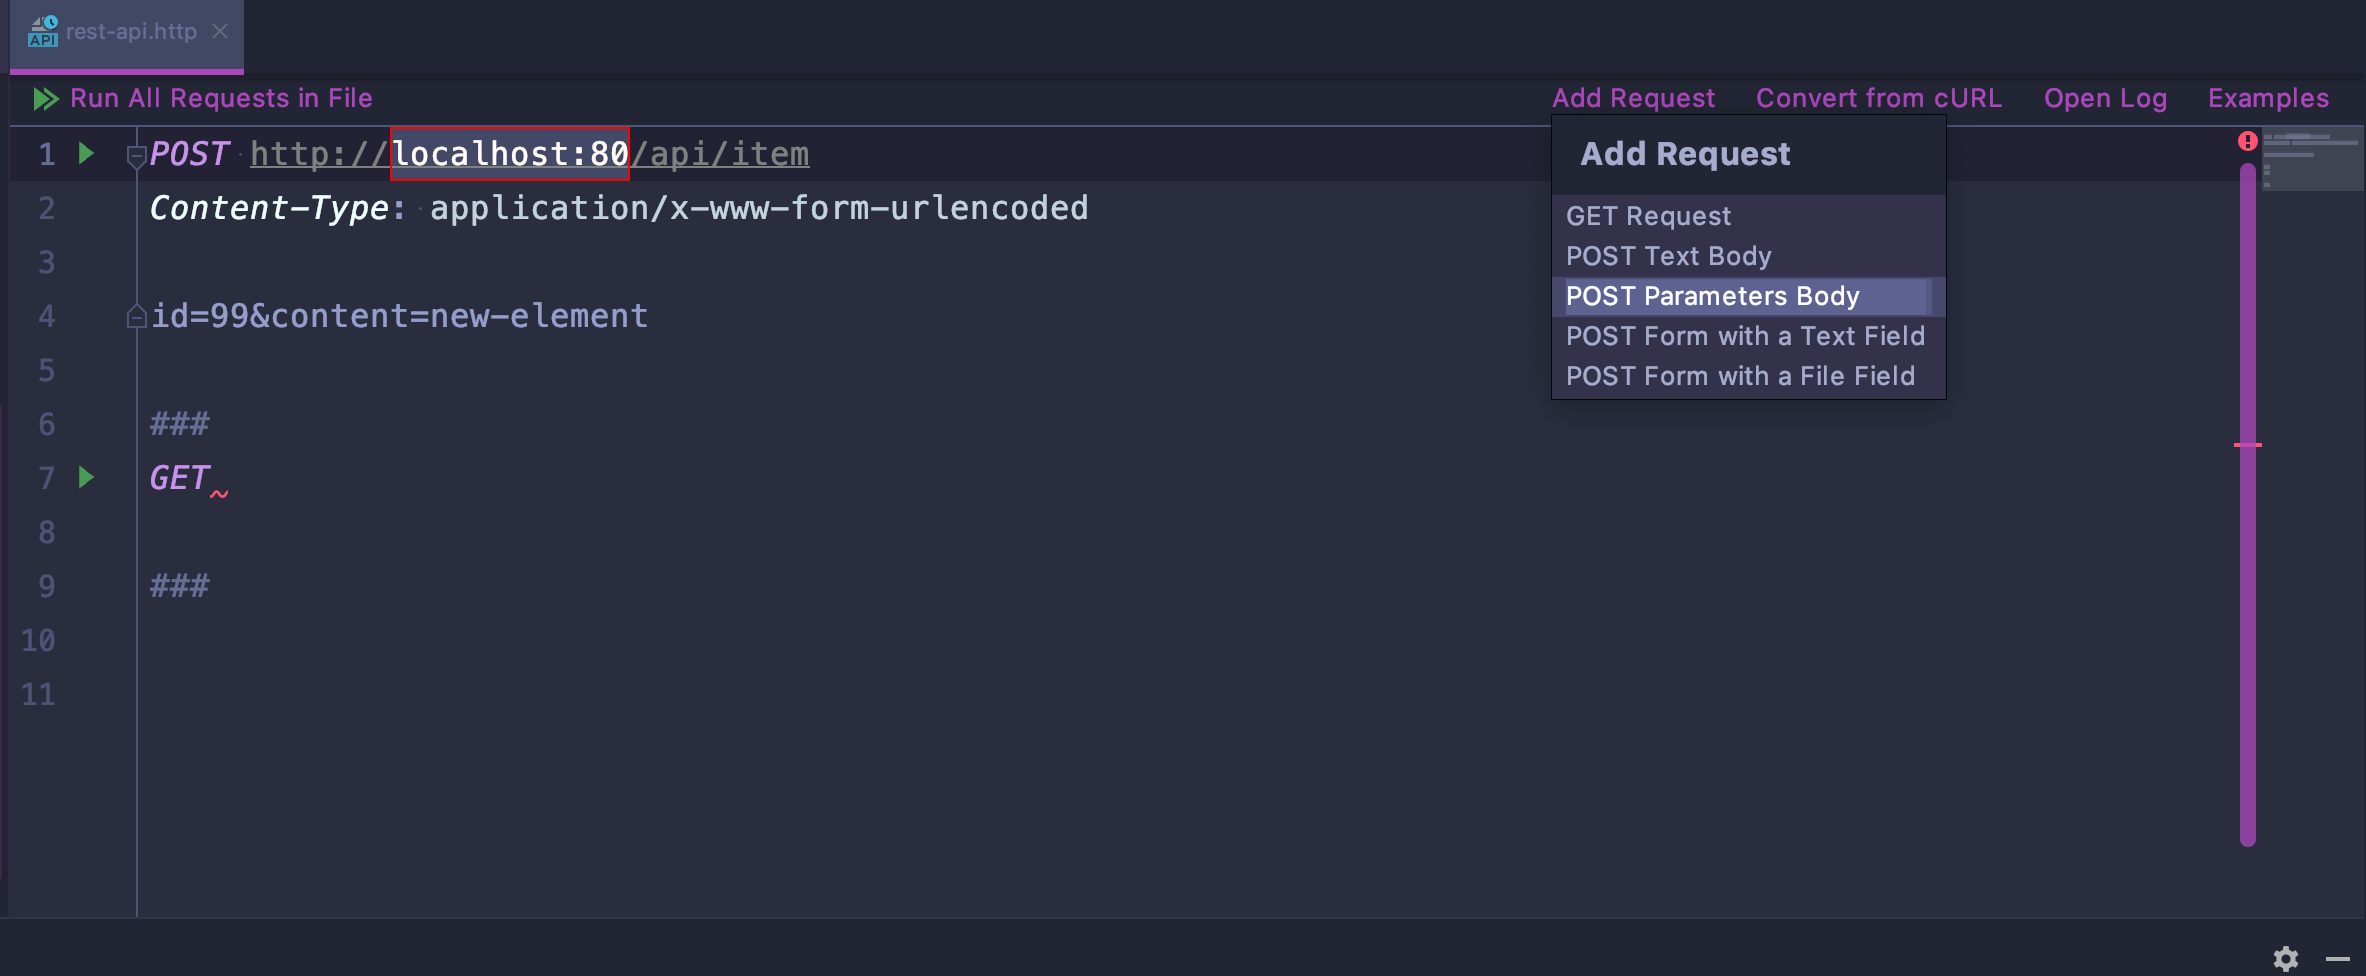 API rest-api.http
Run All Requests in File
Add Request Convert from cURL Open Log Examples
1 POST http://localhost:80/api/item
2 Content-Type: application/x-www-form-urlencoded
3
4 id=99&content=new-element
5
6 ###
7 GET
8
9 ###
10
11
Add Request
GET Request
POST Text Body
POST Parameters Body
POST Form with a Text Field
POST Form with a File Field